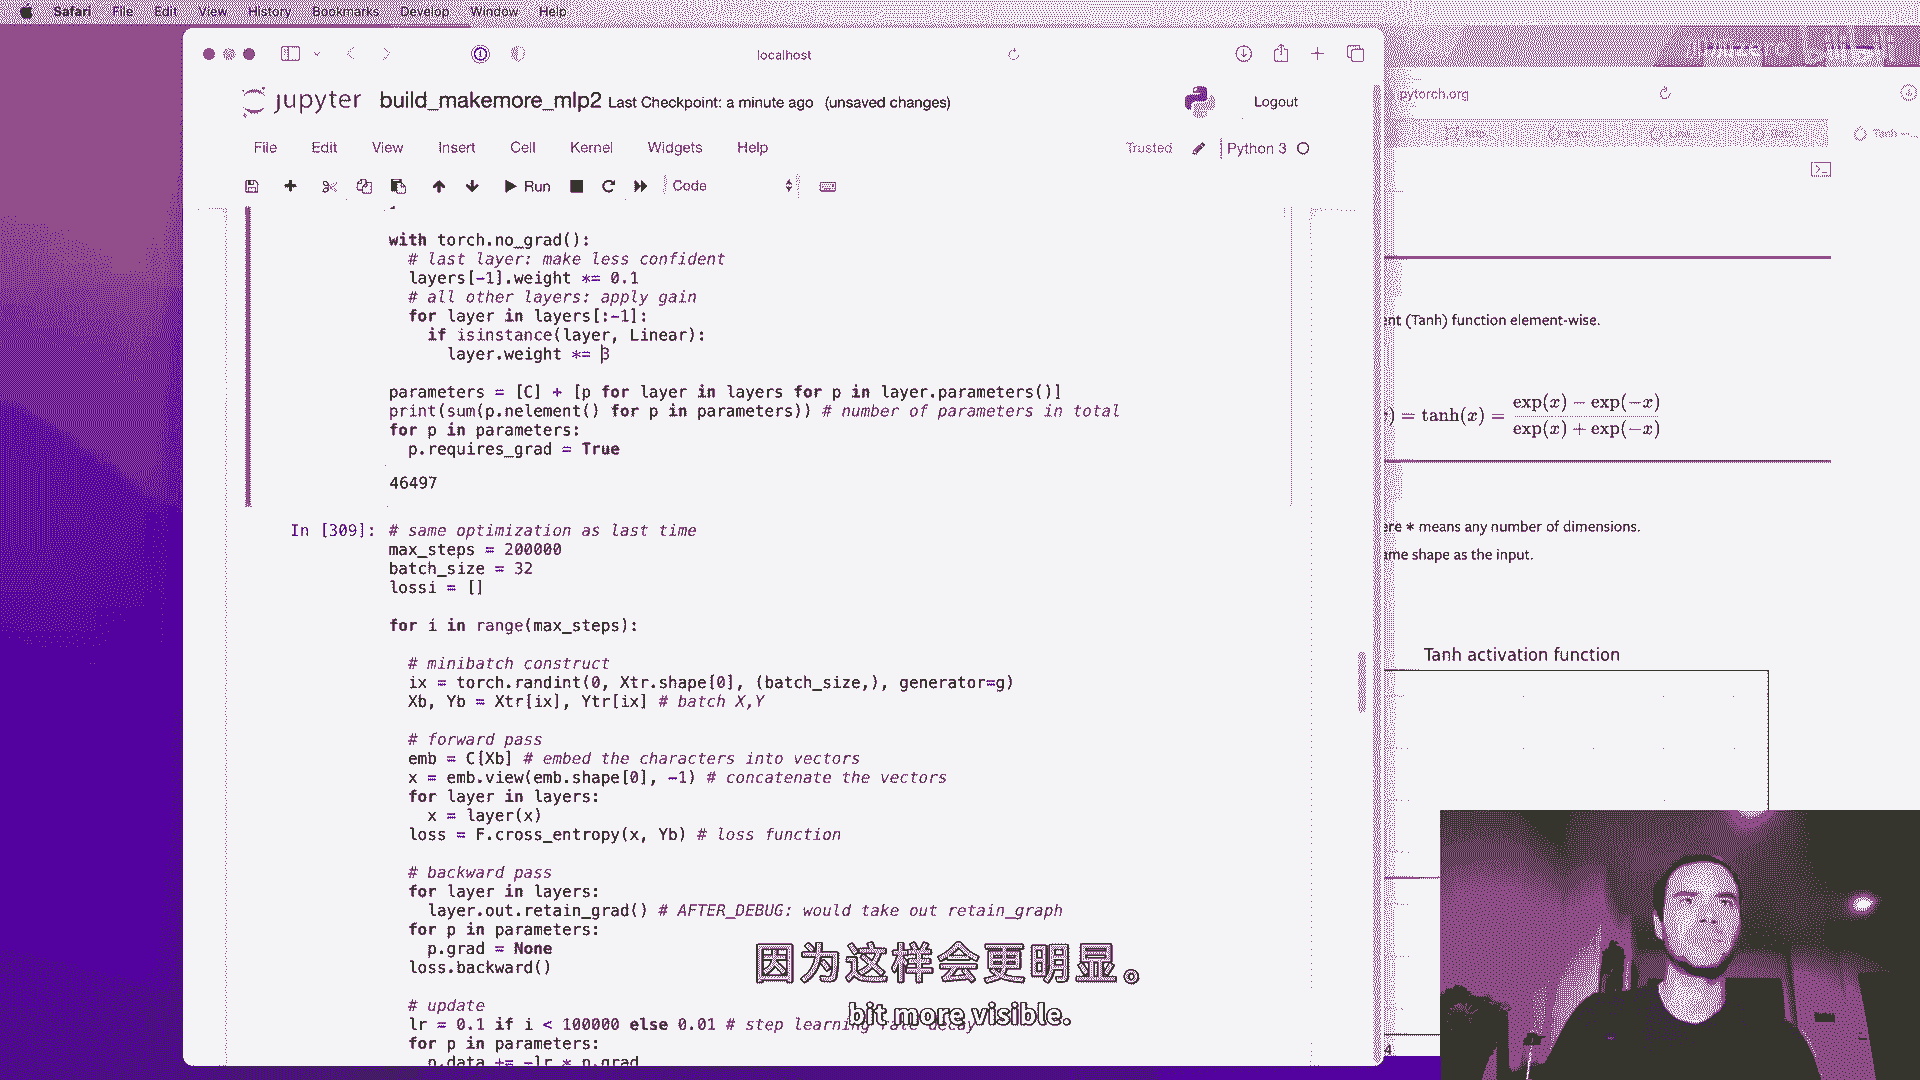 Safari File Edit View History Bookmarks Develop Window Help
localhost
jupyter build_makemore_mlp2 Last Checkpoint: a minute ago (unsaved changes)
Logout
File Edit View Insert Cell Kernel Widgets Help
Trusted Python 3
Run Code
with torch.no_grad():
# last layer: make less confident
layers[-1].weight *= 0.1
# all other layers: apply gain
for layer in layers[:-1]:
if isinstance(layer, Linear):
layer.weight *= 3
parameters = [C] + [p for layer in layers for p in layer.parameters()]
print(sum(p.nelement() for p in parameters)) # number of parameters in total
for p in parameters:
p.requires_grad = True
46497
In [309]: # same optimization as last time
max_steps = 200000
batch_size = 32
lossi = []
for i in range(max_steps):
# minibatch construct
ix = torch.randint(0, Xtr.shape[0], (batch_size,), generator=g)
Xb, Yb = Xtr[ix], Ytr[ix] # batch X,Y
# forward pass
emb = C[Xb] # embed the characters into vectors
x = emb.view(emb.shape[0], -1) # concatenate the vectors
for layer in layers:
x = layer(x)
loss = F.cross_entropy(x, Yb) # loss function
# backward pass
for layer in layers:
layer.out.retain_grad() # AFTER_DEBUG: would take out retain_graph
for p in parameters:
p.grad = None
loss.backward()
# update
lr = 0.1 if i < 100000 else 0.01 # step learning rate decay
for p in parameters:
p.data += -lr * p.grad
pytorch.org
Tanh
(Tanh) function element-wise.
) = tanh(x) = exp(x) − exp(−x) / exp(x) + exp(−x)
∗ means any number of dimensions.
shape as the input.
Tanh activation function
4
因为这样会更明显。
bit more visible.